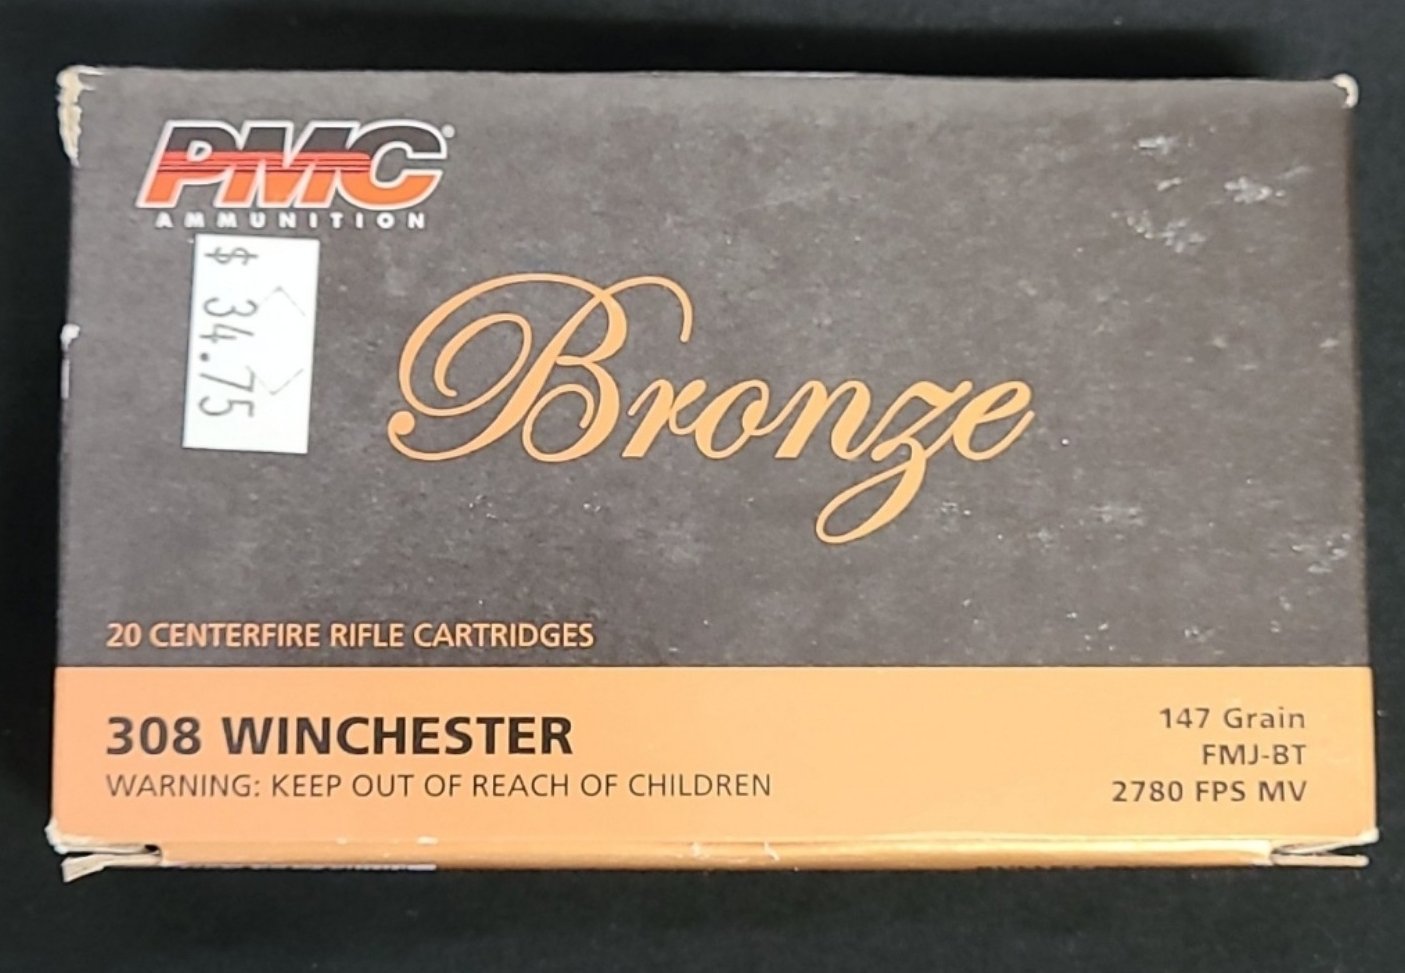 PMC®
AMMUNITION
$ 34.75
Bronze
20 CENTERFIRE RIFLE CARTRIDGES
308 WINCHESTER
WARNING: KEEP OUT OF REACH OF CHILDREN
147 Grain
FMJ-BT
2780 FPS MV